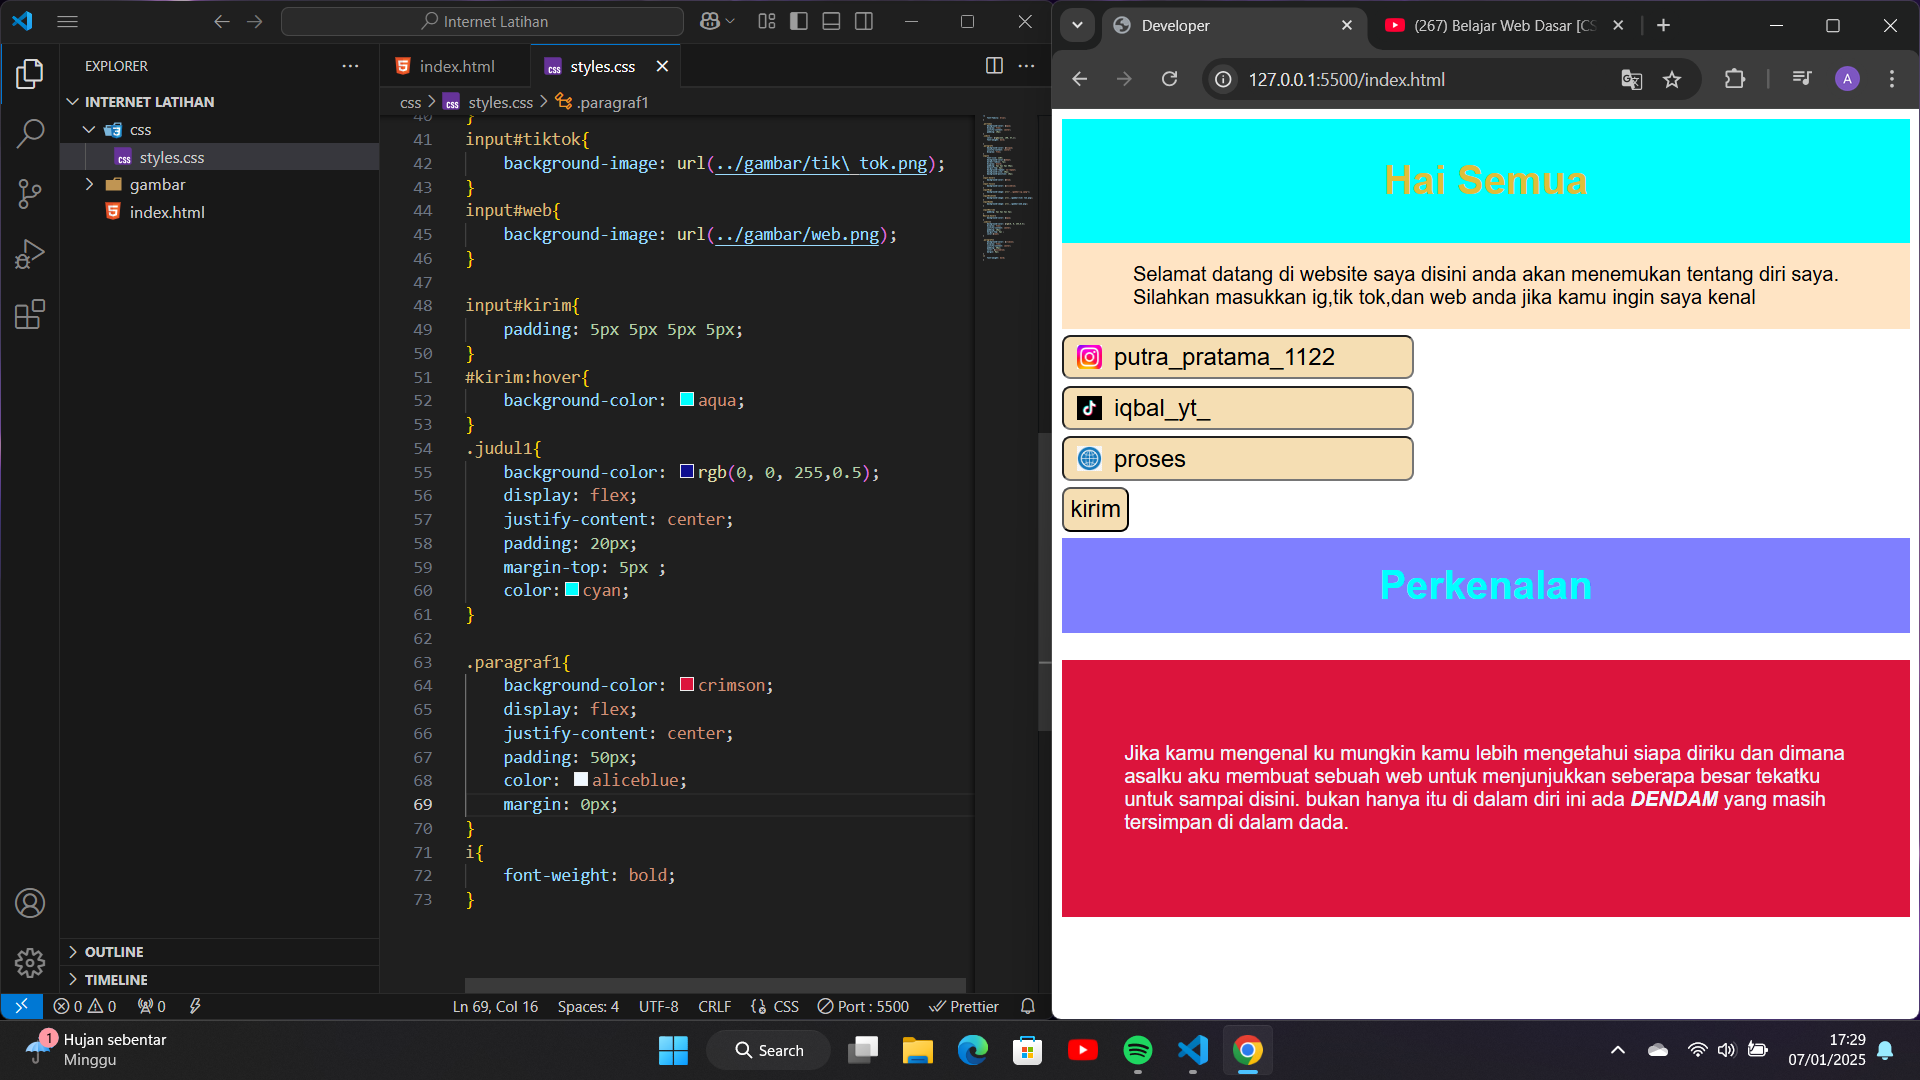 Internet Latihan
EXPLORER
INTERNET LATIHAN
css
styles.css
gambar
index.html
OUTLINE
TIMELINE
index.html
styles.css
css > styles.css > .paragraf1
40 }
41 input#tiktok{
42 background-image: url(../gambar/tik\ tok.png);
43 }
44 input#web{
45 background-image: url(../gambar/web.png);
46 }
47
48 input#kirim{
49 padding: 5px 5px 5px 5px;
50 }
51 #kirim:hover{
52 background-color: aqua;
53 }
54 .judul1{
55 background-color: rgb(0, 0, 255,0.5);
56 display: flex;
57 justify-content: center;
58 padding: 20px;
59 margin-top: 5px ;
60 color: cyan;
61 }
62
63 .paragraf1{
64 background-color: crimson;
65 display: flex;
66 justify-content: center;
67 padding: 50px;
68 color: aliceblue;
69 margin: 0px;
70 }
71 i{
72 font-weight: bold;
73 }
0 0 0 Ln 69, Col 16 Spaces: 4 UTF-8 CRLF {} CSS Port : 5500 Prettier
Developer
(267) Belajar Web Dasar [CS
127.0.0.1:5500/index.html
A
Hai Semua
Selamat datang di website saya disini anda akan menemukan tentang diri saya.
Silahkan masukkan ig,tik tok,dan web anda jika kamu ingin saya kenal
putra_pratama_1122
iqbal_yt_
proses
kirim
Perkenalan
Jika kamu mengenal ku mungkin kamu lebih mengetahui siapa diriku dan dimana
asalku aku membuat sebuah web untuk menjunjukkan seberapa besar tekatku
untuk sampai disini. bukan hanya itu di dalam diri ini ada DENDAM yang masih
tersimpan di dalam dada.
1
Hujan sebentar
Minggu
Search
17:29
07/01/2025